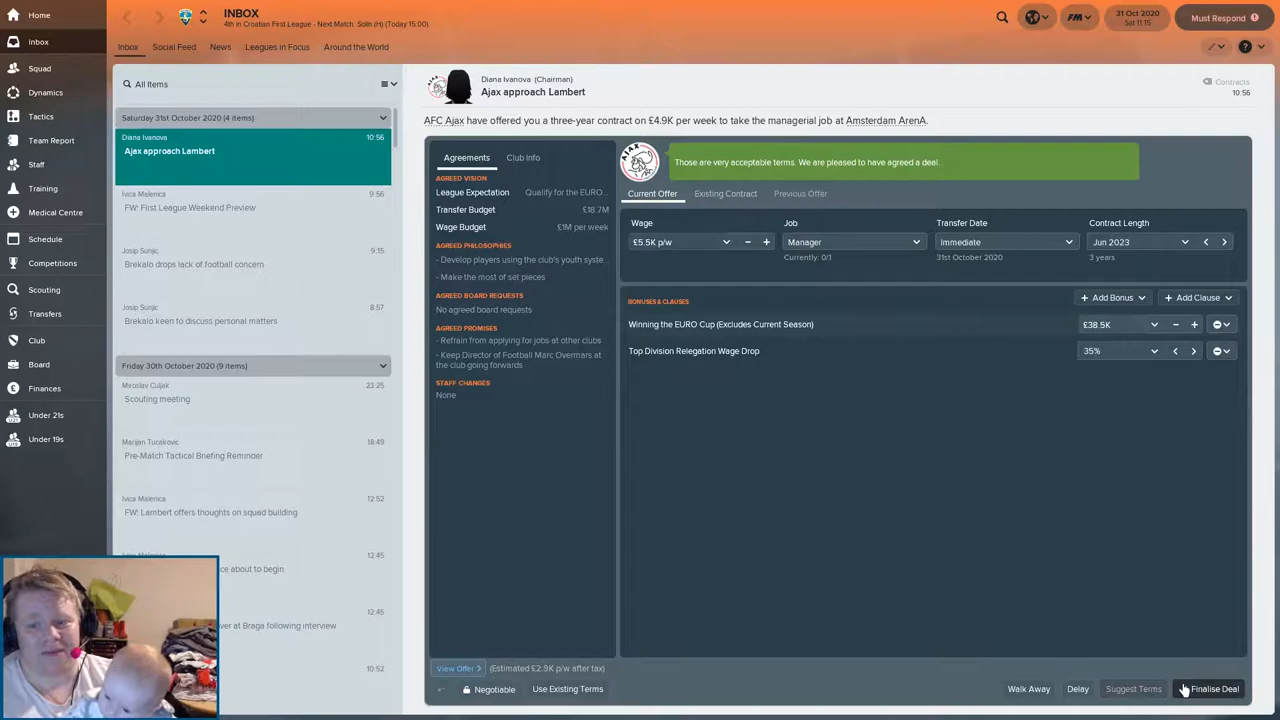 Home
INBOX
4th in Croatian First League - Next Match: Solin (H) (Today 15:00)
FM
31 Oct 2020
Sat 11.15
Must Respond
Inbox
Inbox
Social Feed
News
Leagues in Focus
Around the World
Squad
Dynamics
Tactics
Team Report
Staff
Training
Medical Centre
Schedule
Competitions
Scouting
Transfers
Club
Board
Finances
Under 21s
Under 19s
All Items
Saturday 31st October 2020 (4 items)
Diana Ivanova 10:56
Ajax approach Lambert
Ivica Malenica 9:56
FW: First League Weekend Preview
Josip Sunjic 9:15
Brekalo drops lack of football concern
Josip Sunjic 8:57
Brekalo keen to discuss personal matters
Friday 30th October 2020 (9 items)
Miroslav Culjak 23:25
Scouting meeting
Marijan Tucakovic 18:49
Pre-Match Tactical Briefing Reminder
Ivica Malenica 12:52
FW: Lambert offers thoughts on squad building
12:45
ce about to begin
12:45
ver at Braga following interview
10:52
Diana Ivanova (Chairman)
Ajax approach Lambert
Contracts
10:56
AFC Ajax have offered you a three-year contract on £4.9K per week to take the managerial job at Amsterdam ArenA.
Agreements
Club Info
AGREED VISION
League Expectation Qualify for the EURO...
Transfer Budget £18.7M
Wage Budget £1M per week
AGREED PHILOSOPHIES
- Develop players using the club's youth syste...
- Make the most of set pieces
AGREED BOARD REQUESTS
No agreed board requests
AGREED PROMISES
- Refrain from applying for jobs at other clubs
- Keep Director of Football Marc Overmars at
the club going forwards
STAFF CHANGES
None
AJAX
Those are very acceptable terms. We are pleased to have agreed a deal.
Current Offer
Existing Contract
Previous Offer
Wage
Job
Transfer Date
Contract Length
£5.5K p/w
Manager
Immediate
Jun 2023
Currently: 0/1
31st October 2020
3 years
BONUSES & CLAUSES
Add Bonus
Add Clause
Winning the EURO Cup (Excludes Current Season) £38.5K
Top Division Relegation Wage Drop 35%
View Offer (Estimated £2.9K p/w after tax)
Negotiable
Use Existing Terms
Walk Away
Delay
Suggest Terms
Finalise Deal